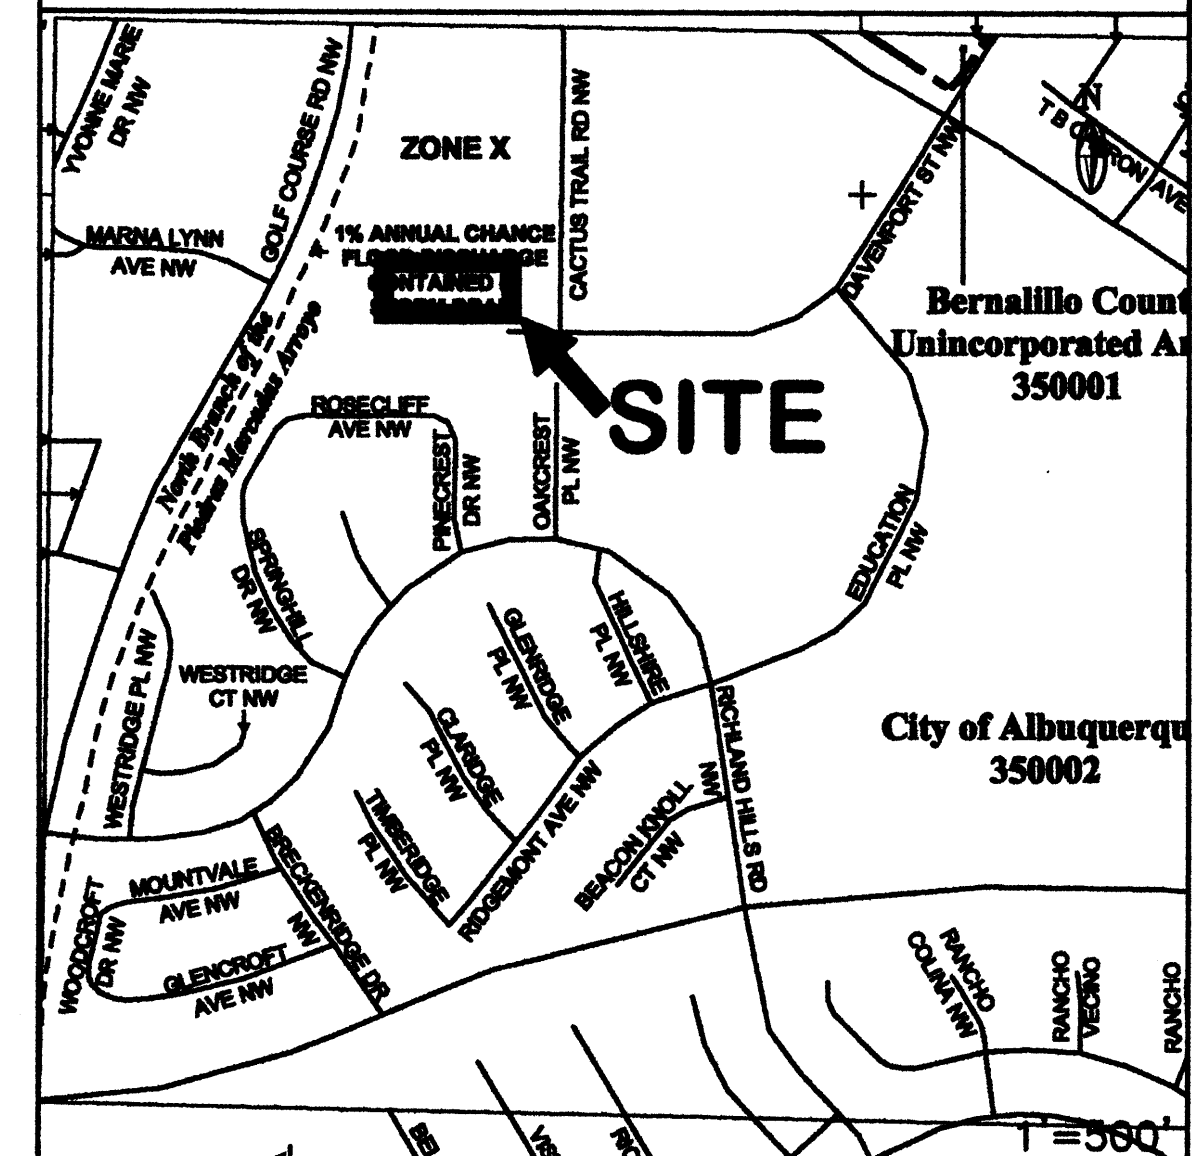 YVONNE MARIE
DR NW
GOLF COURSE RD NW
ZONE X
CACTUS TRAIL RD NW
N
DAVENPORT ST NW
MARNA LYNN
AVE NW
1% ANNUAL CHANCE
CONTAINED
North Branch of the
Piedras Marcadas Arroyo
Bernalillo Count
Unincorporated
350001
SITE
ROSECLIFF
AVE NW
PINECREST
DR NW
OAKCREST
PL NW
EDUCATION
PL NW
SPRINGHILL
DR NW
HILLSHIRE
PL NW
GLENRIDGE
PL NW
WESTRIDGE PL NW
WESTRIDGE
CT NW
CLARIDGE
PL NW
RICHLAND HILLS RD
NW
City of Albuquerqu
350002
TIMBERIDGE
PL NW
RIDGEMONT AVE NW
BEACON KNOLL
CT NW
BRECKENRIDGE DR
NW
MOUNTVALE
AVE NW
WOODCROFT
DR NW
GLENCROFT
AVE NW
RANCHO
COLINA NW
RANCHO
VECINO
RANCHO
1"=500'